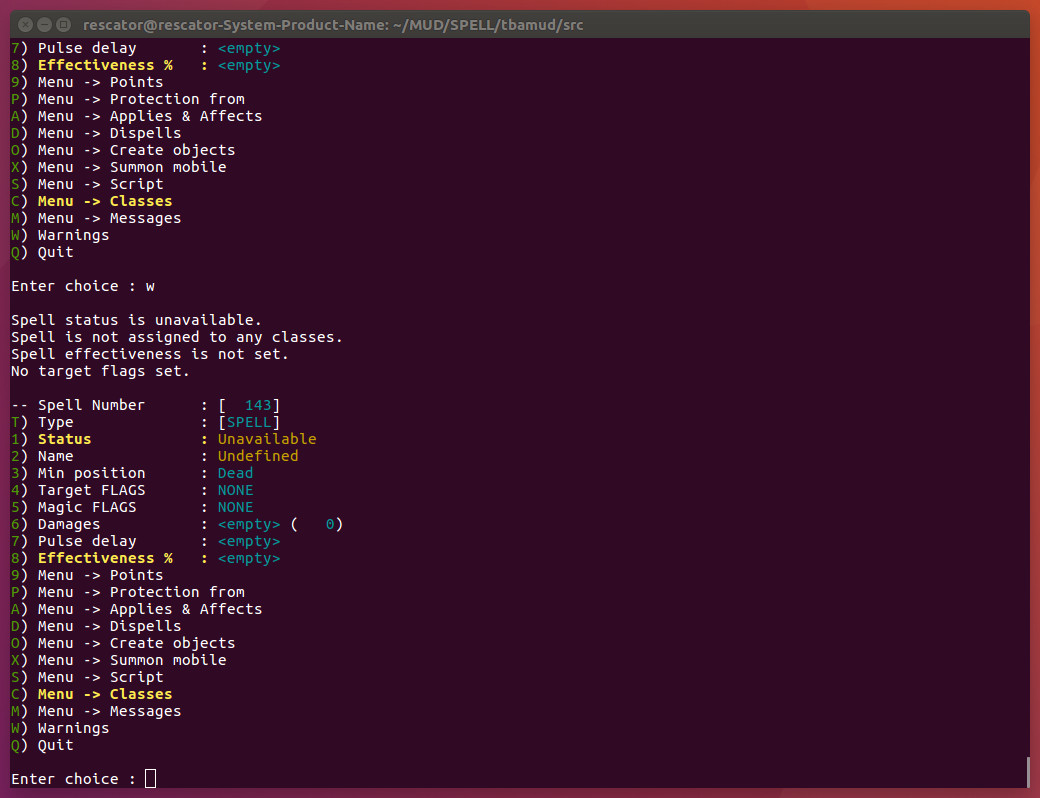 rescator@rescator-System-Product-Name: ~/MUD/SPELL/tbamud/src
7) Pulse delay       : <empty>
8) Effectiveness %   : <empty>
9) Menu -> Points
P) Menu -> Protection from
A) Menu -> Applies & Affects
D) Menu -> Dispells
O) Menu -> Create objects
X) Menu -> Summon mobile
S) Menu -> Script
C) Menu -> Classes
M) Menu -> Messages
W) Warnings
Q) Quit
Enter choice : w
Spell status is unavailable.
Spell is not assigned to any classes.
Spell effectiveness is not set.
No target flags set.
-- Spell Number      : [  143]
T) Type              : [SPELL]
1) Status            : Unavailable
2) Name              : Undefined
3) Min position      : Dead
4) Target FLAGS      : NONE
5) Magic FLAGS       : NONE
6) Damages           : <empty> (   0)
7) Pulse delay       : <empty>
8) Effectiveness %   : <empty>
9) Menu -> Points
P) Menu -> Protection from
A) Menu -> Applies & Affects
D) Menu -> Dispells
O) Menu -> Create objects
X) Menu -> Summon mobile
S) Menu -> Script
C) Menu -> Classes
M) Menu -> Messages
W) Warnings
Q) Quit
Enter choice :